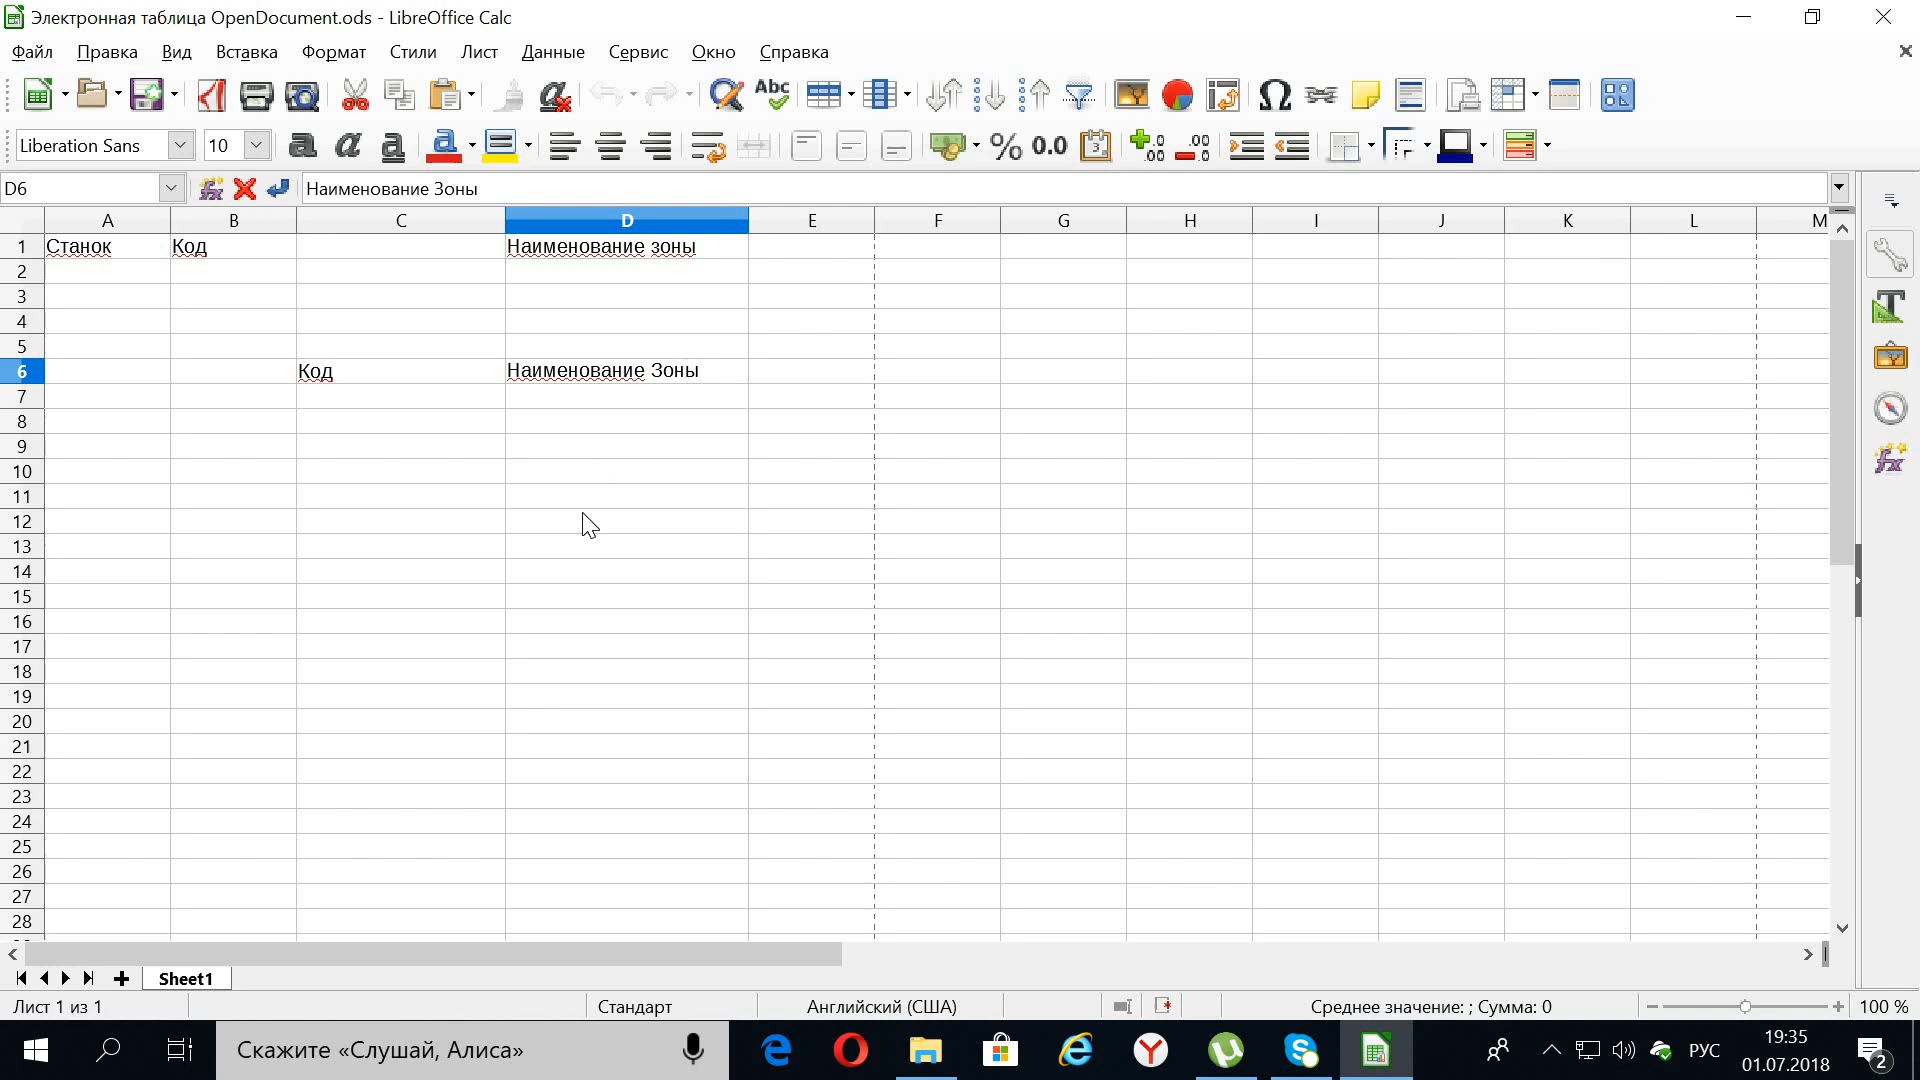 Электронная таблица OpenDocument.ods - LibreOffice Calc
Файл Правка Вид Вставка Формат Стили Лист Данные Сервис Окно Справка
Liberation Sans 10
D6 Наименование Зоны
A B C D E F G H I J K L M
1 Станок Код Наименование зоны
2
3
4
5
6 Код Наименование Зоны
7
8
9
10
11
12
13
14
15
16
17
18
19
20
21
22
23
24
25
26
27
28
Sheet1
Лист 1 из 1 Стандарт Английский (США) Среднее значение: ; Сумма: 0 100 %
Скажите «Слушай, Алиса» РУС 19:35
01.07.2018 2